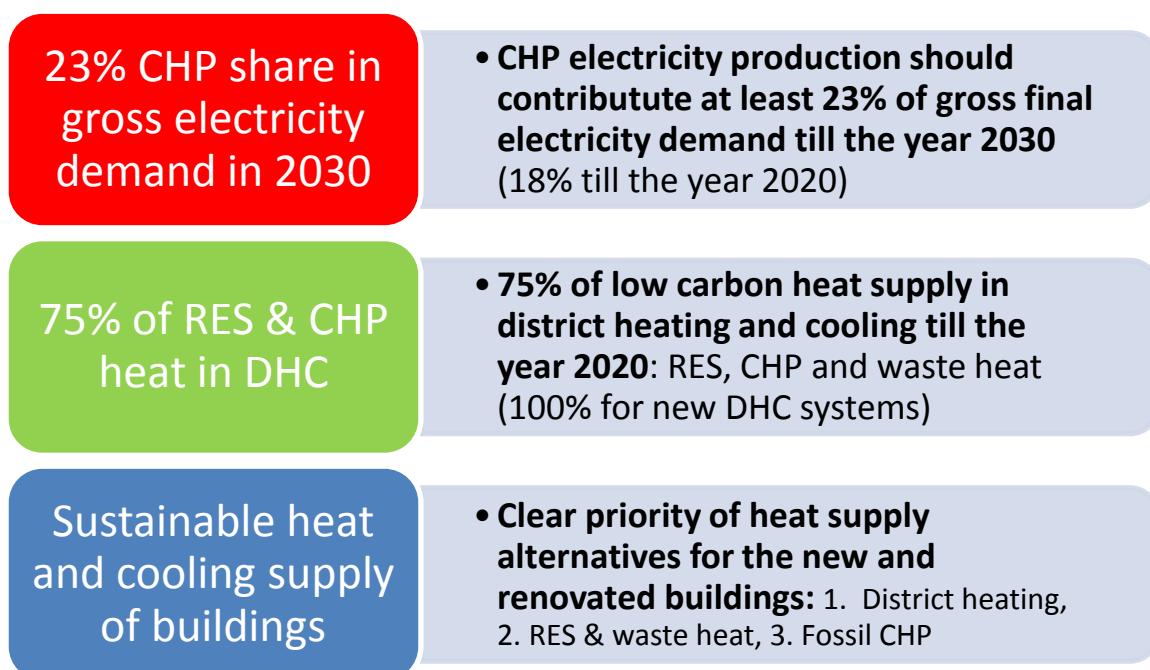 23% CHP share in
gross electricity
demand in 2030
• CHP electricity production should
contributute at least 23% of gross final
electricity demand till the year 2030
(18% till the year 2020)
75% of RES & CHP
heat in DHC
• 75% of low carbon heat supply in
district heating and cooling till the
year 2020: RES, CHP and waste heat
(100% for new DHC systems)
Sustainable heat
and cooling supply
of buildings
• Clear priority of heat supply
alternatives for the new and
renovated buildings: 1. District heating,
2. RES & waste heat, 3. Fossil CHP